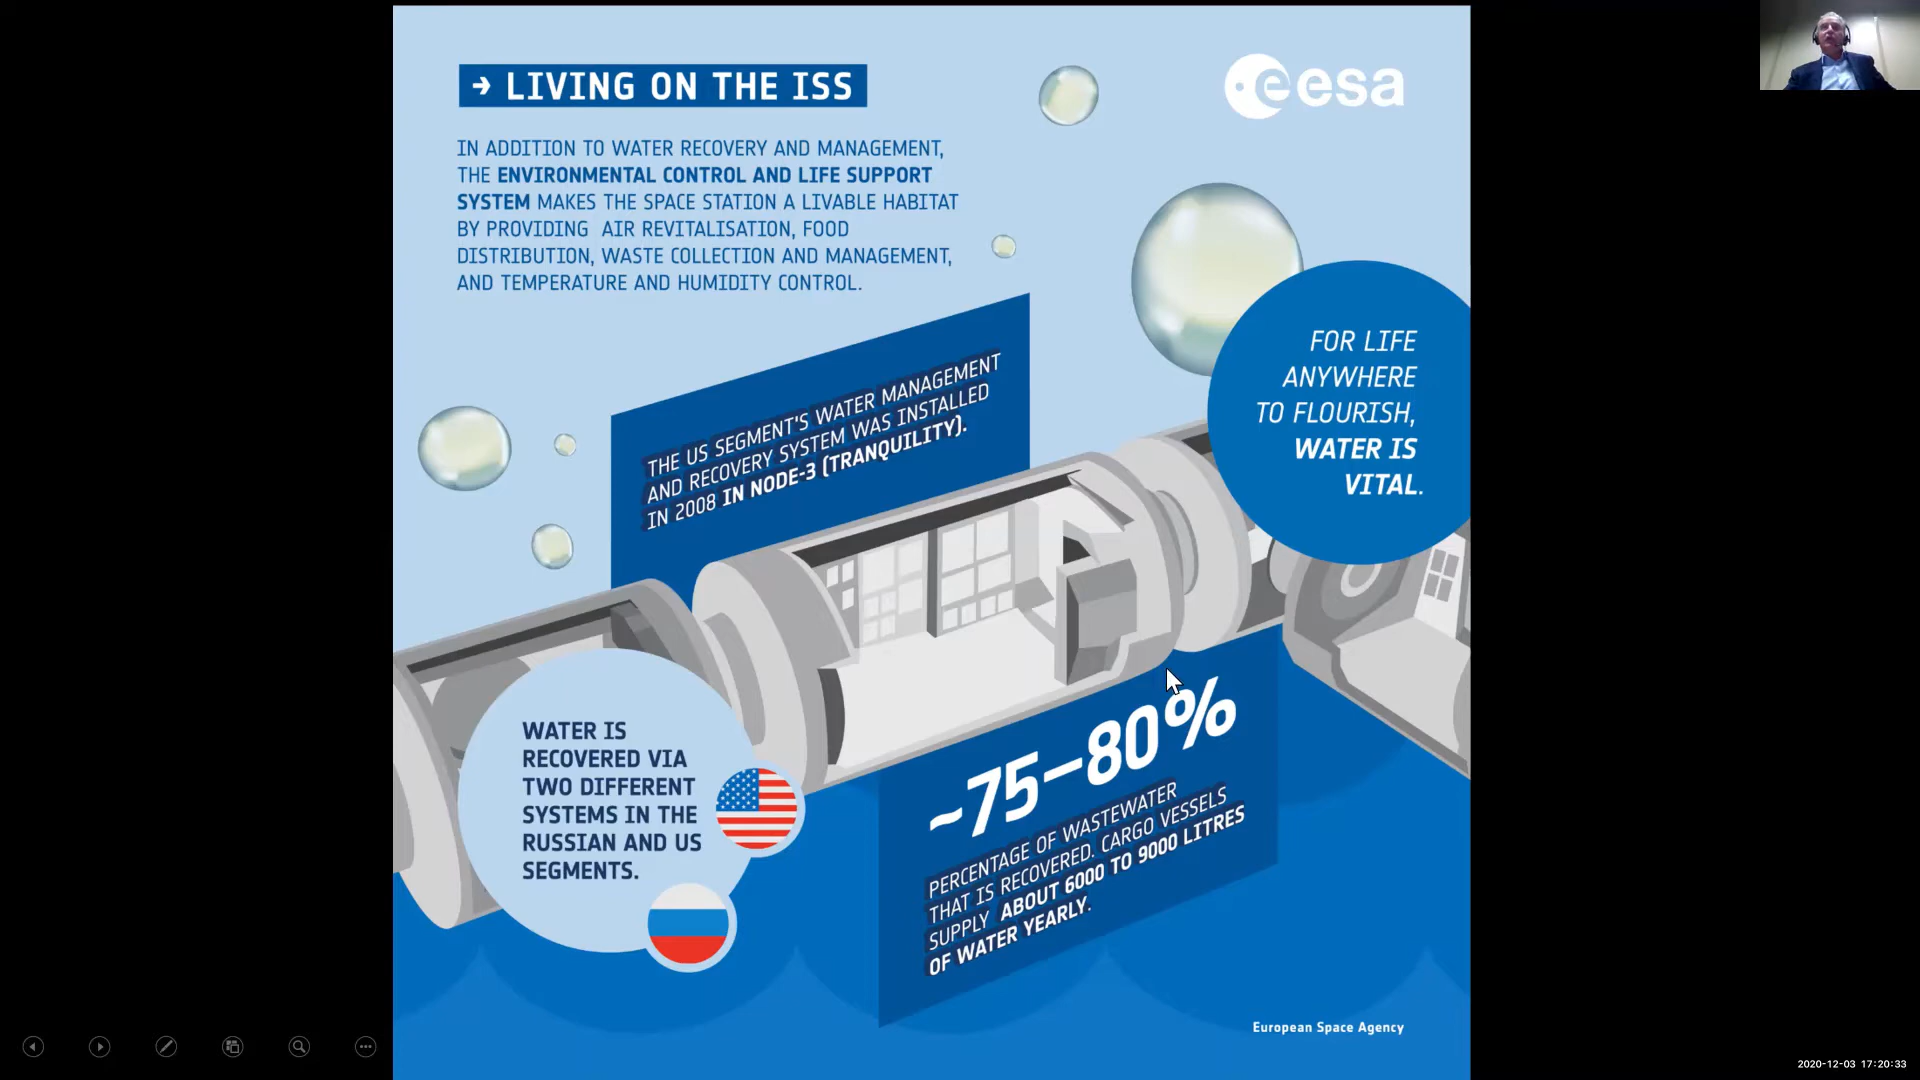 → LIVING ON THE ISS
esa
IN ADDITION TO WATER RECOVERY AND MANAGEMENT,
THE ENVIRONMENTAL CONTROL AND LIFE SUPPORT
SYSTEM MAKES THE SPACE STATION A LIVABLE HABITAT
BY PROVIDING AIR REVITALISATION, FOOD
DISTRIBUTION, WASTE COLLECTION AND MANAGEMENT,
AND TEMPERATURE AND HUMIDITY CONTROL.
FOR LIFE
ANYWHERE
TO FLOURISH,
WATER IS
VITAL.
THE US SEGMENT'S WATER MANAGEMENT
AND RECOVERY SYSTEM WAS INSTALLED
IN 2008 IN NODE-3 (TRANQUILITY).
WATER IS
RECOVERED VIA
TWO DIFFERENT
SYSTEMS IN THE
RUSSIAN AND US
SEGMENTS.
~75–80%
PERCENTAGE OF WASTEWATER
THAT IS RECOVERED. CARGO VESSELS
SUPPLY ABOUT 6000 TO 9000 LITRES
OF WATER YEARLY.
European Space Agency
2020-12-03 17:20:33